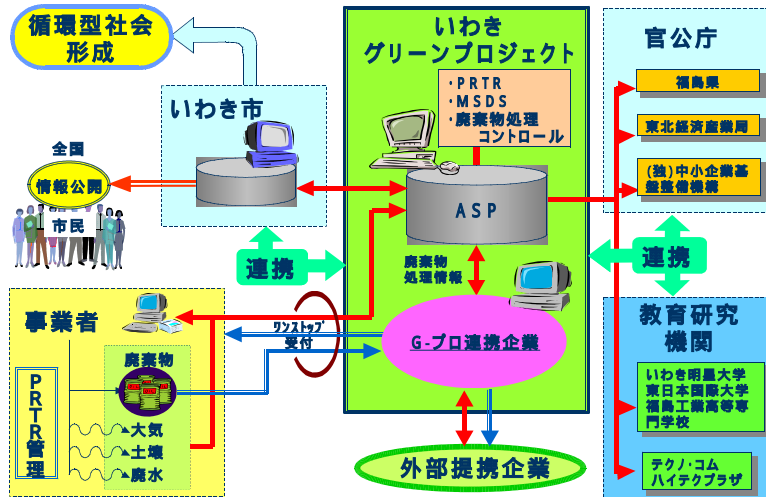 循環型社会
形成
いわき
グリーンプロジェクト
・PRTR
・MSDS
・廃棄物処理
コントロール
官公庁
福島県
東北経済産業局
(独)中小企業基
盤整備機構
いわき市
全国
情報公開
市民
ASP
連携
廃棄物
処理情報
連携
事業者
ワンストップ
受付
G-プロ連携企業
教育研究
機関
PRTR管理
廃棄物
大気
土壌
廃水
いわき明星大学
東日本国際大学
福島工業高等専
門学校
外部提携企業
テクノ・コム
ハイテクプラザ